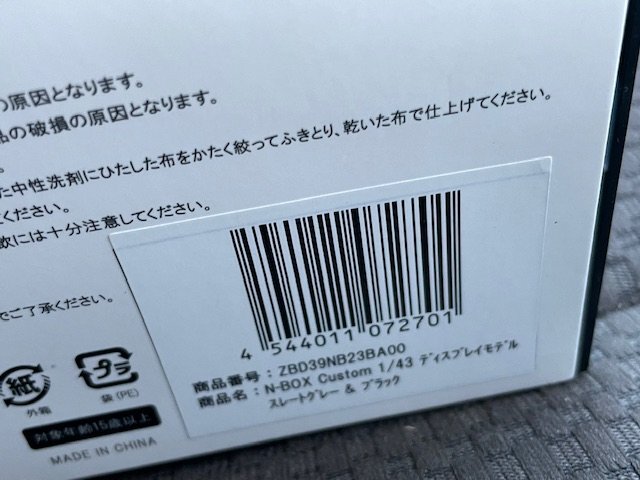 の原因となります。
品の破損の原因となります。
た中性洗剤にひたした布をかたく絞ってふきとり、乾いた布で仕上げてください。
ください。
には十分注意してください。
でご了承ください。
4 544011 072701
商品番号：ZBD39NB23BA00
商品名：N-BOX Custom 1/43 ディスプレイモデル
スレートグレー & ブラック
紙
外箱
プラ
袋(PE)
対象年齢15歳以上
MADE IN CHINA